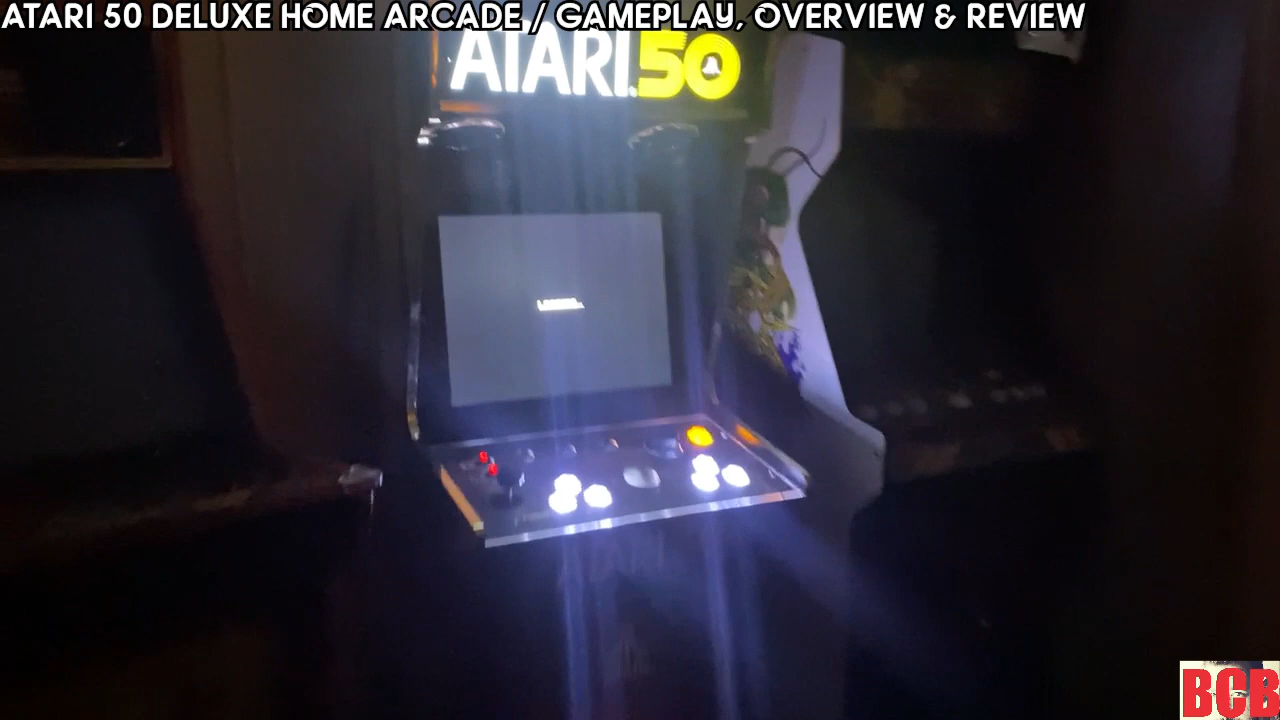 ATARI 50 DELUXE HOME ARCADE / GAMEPLAY, OVERVIEW & REVIEW
ATARI 50
BCB